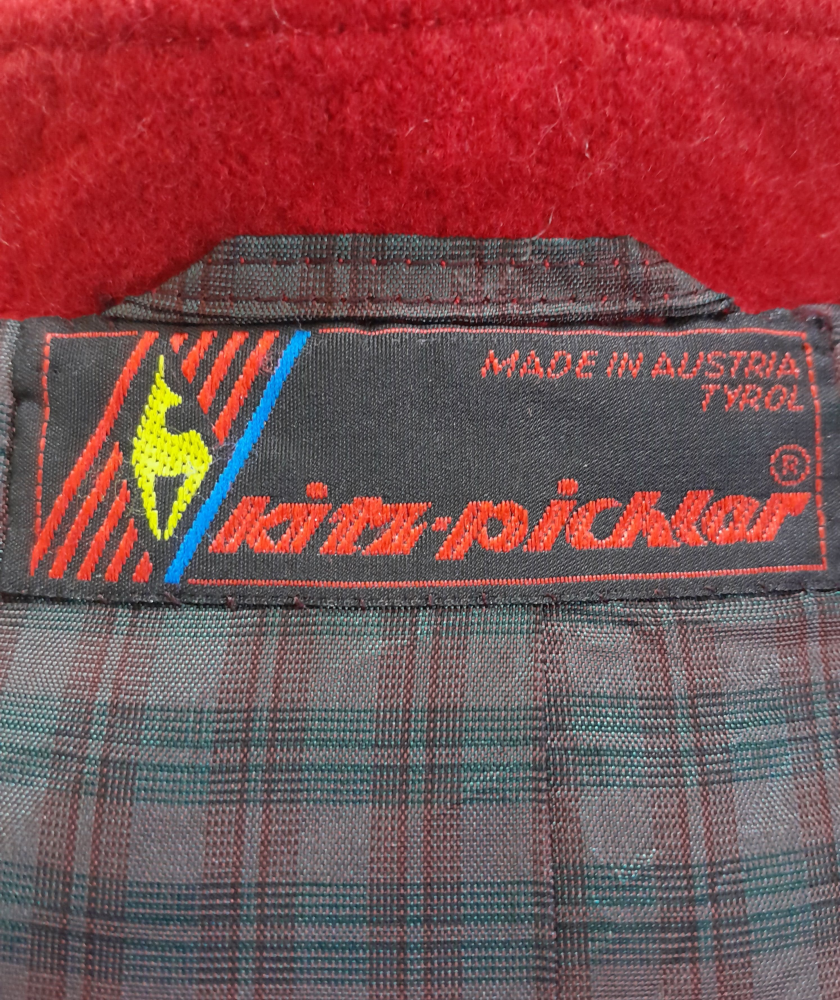 MADE IN AUSTRIA
TYROL
®
kitz-pichler